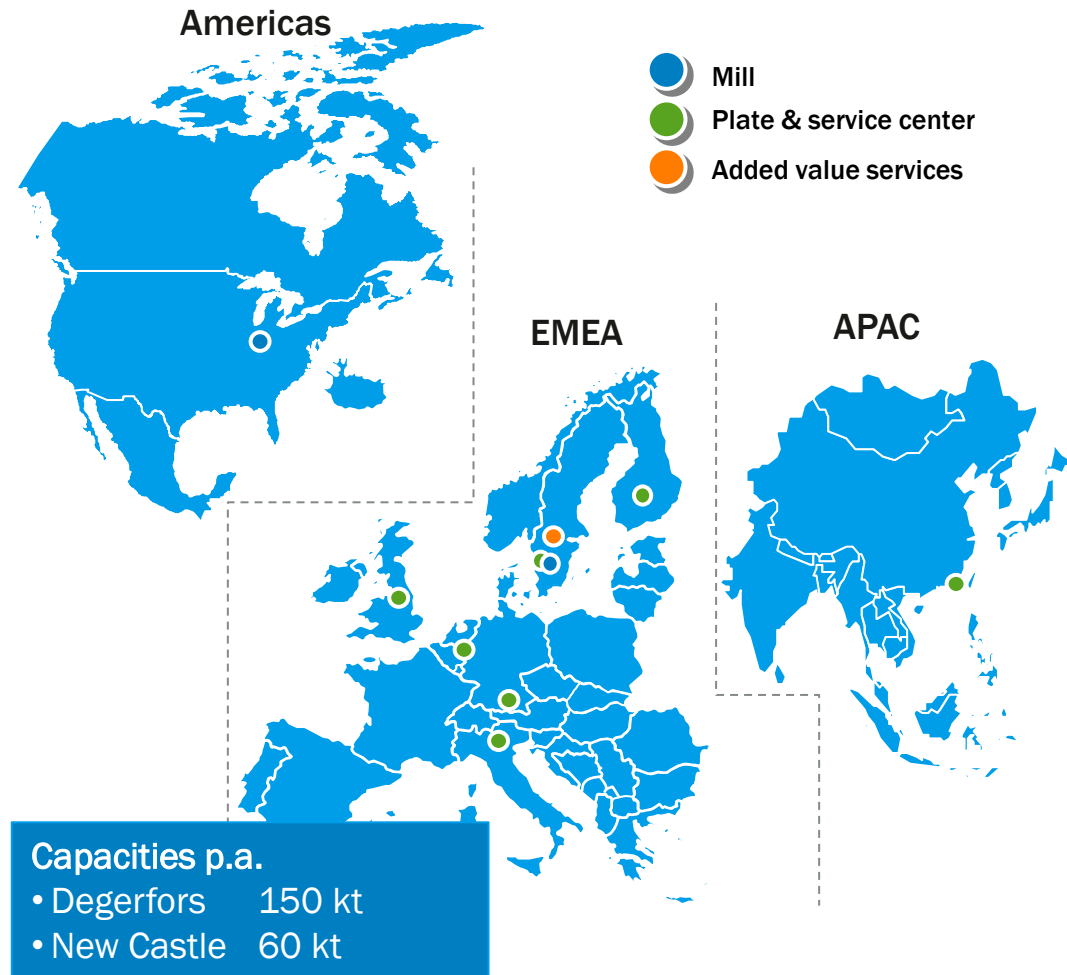 Americas
Mill
Plate & service center
Added value services
EMEA
APAC
Capacities p.a.
• Degerfors 150 kt
• New Castle 60 kt